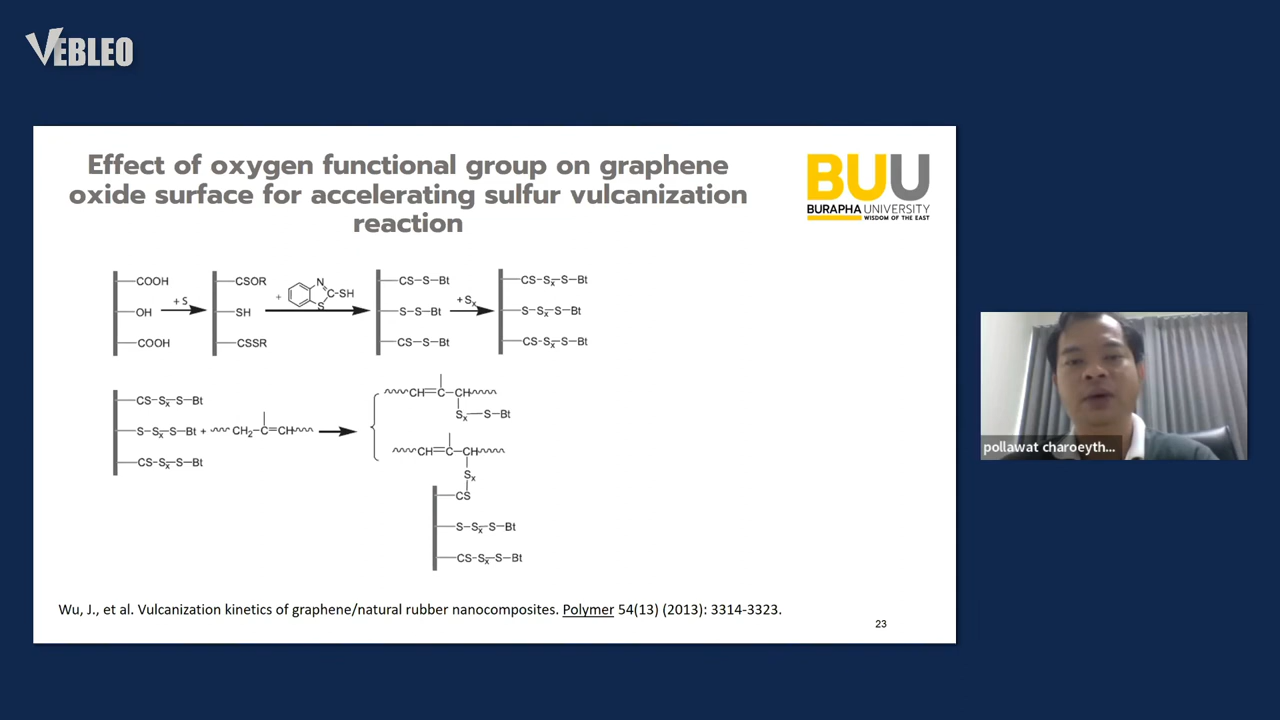 VEBLEO
Effect of oxygen functional group on graphene
oxide surface for accelerating sulfur vulcanization
reaction
BUU
BURAPHA UNIVERSITY
WISDOM OF THE EAST
COOH
OH
COOH
+S
CSOR
SH
CSSR
+
N
C-SH
S
CS-S-Bt
S-S-Bt
CS-S-Bt
+Sx
CS-Sx-S-Bt
S-Sx-S-Bt
CS-Sx-S-Bt
CS-Sx-S-Bt
S-Sx-S-Bt + CH2-C=CH
CS-Sx-S-Bt
CH=C-CH
Sx-S-Bt
CH=C-CH
Sx
CS
S-Sx-S-Bt
CS-Sx-S-Bt
Wu, J., et al. Vulcanization kinetics of graphene/natural rubber nanocomposites. Polymer 54(13) (2013): 3314-3323.
23
pollawat charoeyth...